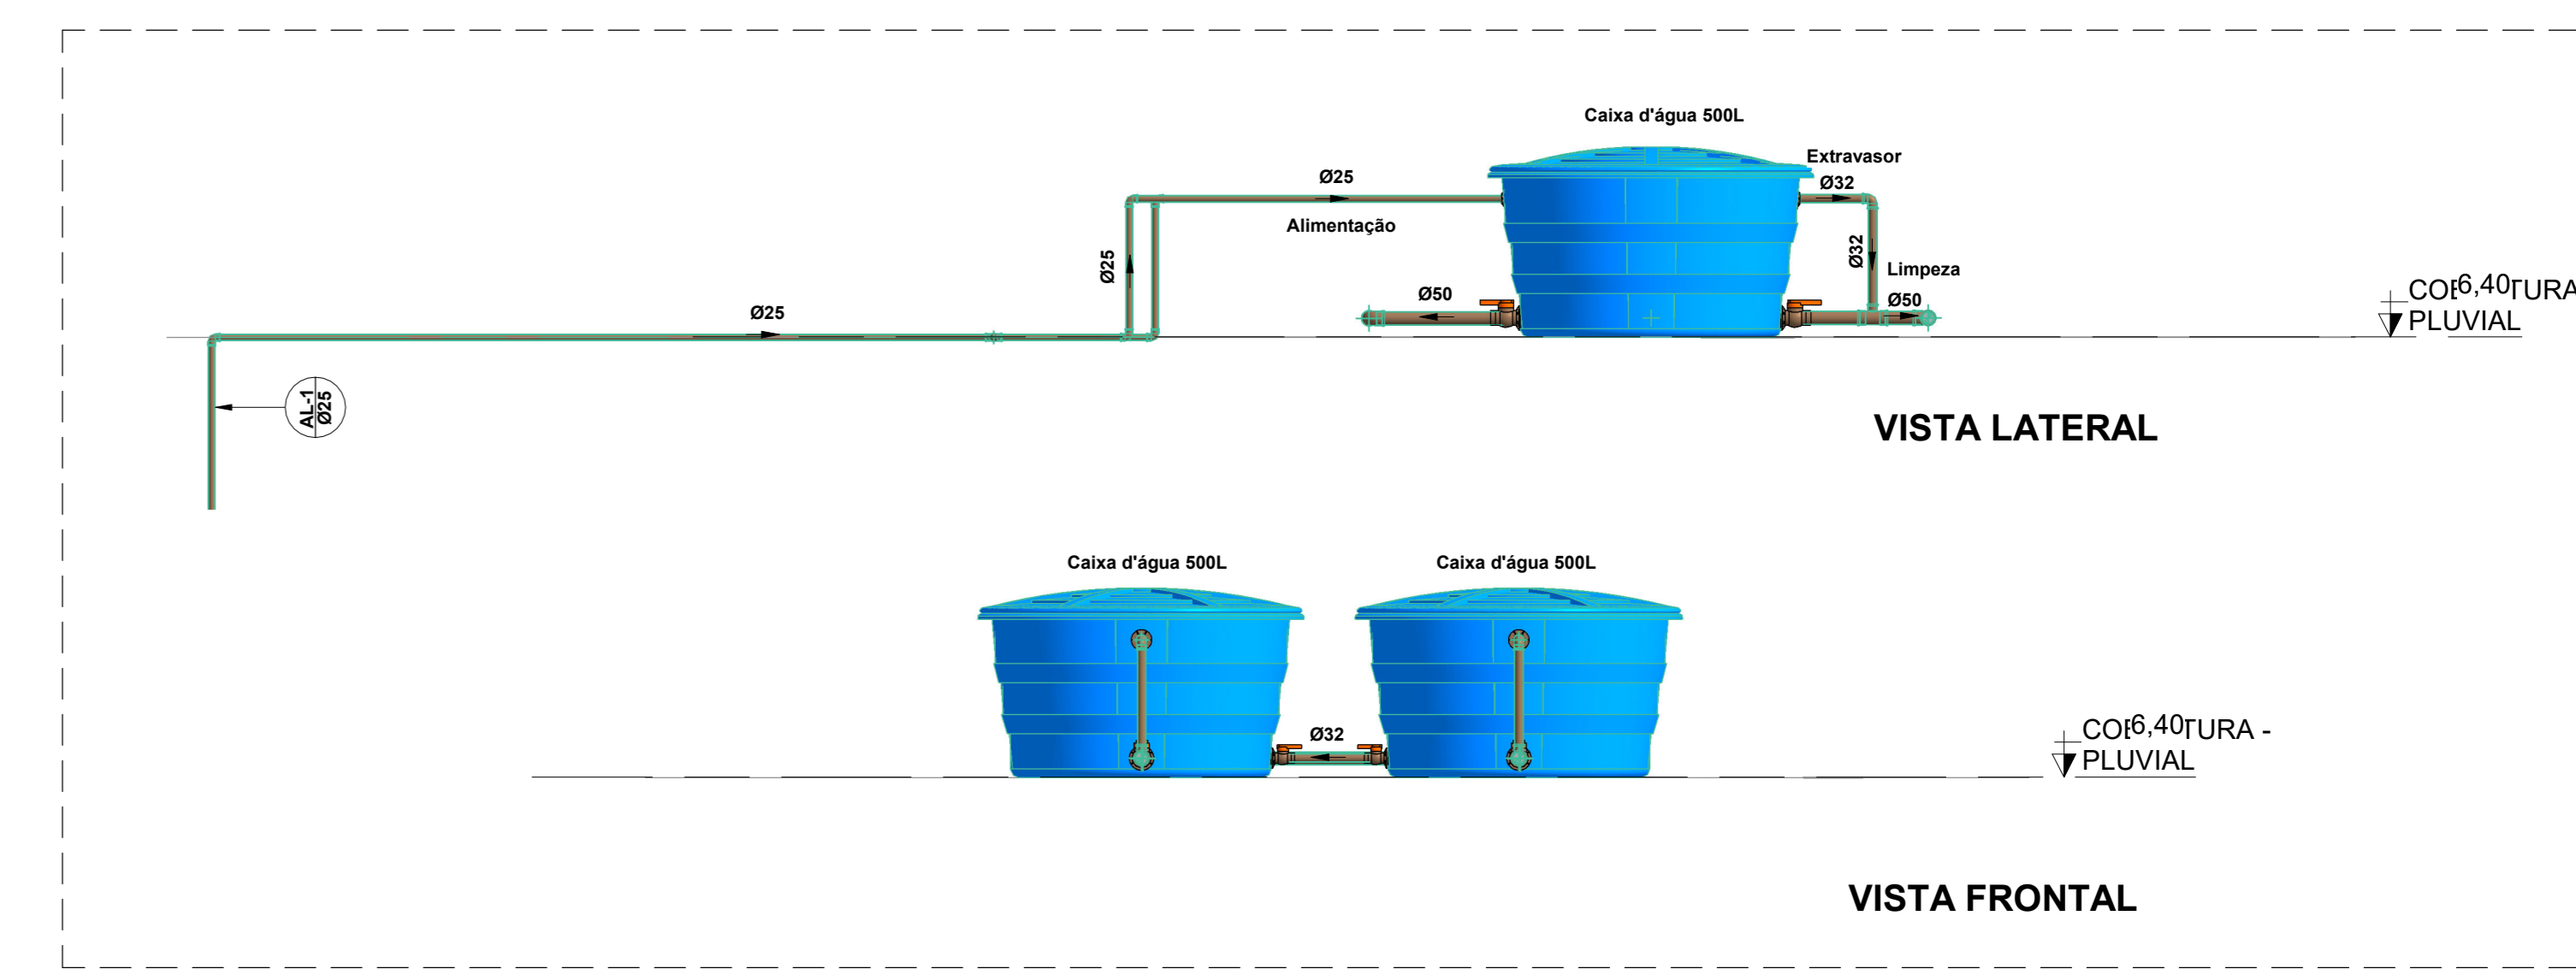 Caixa d'água 500L
Extravasor
Ø25
Ø32
Alimentação
Ø25
Ø32
Limpeza
Ø50
Ø50
Ø25
6,40
PLUVIAL
AL-1
Ø25
VISTA LATERAL
Caixa d'água 500L
Caixa d'água 500L
Ø32
6,40
PLUVIAL
VISTA FRONTAL